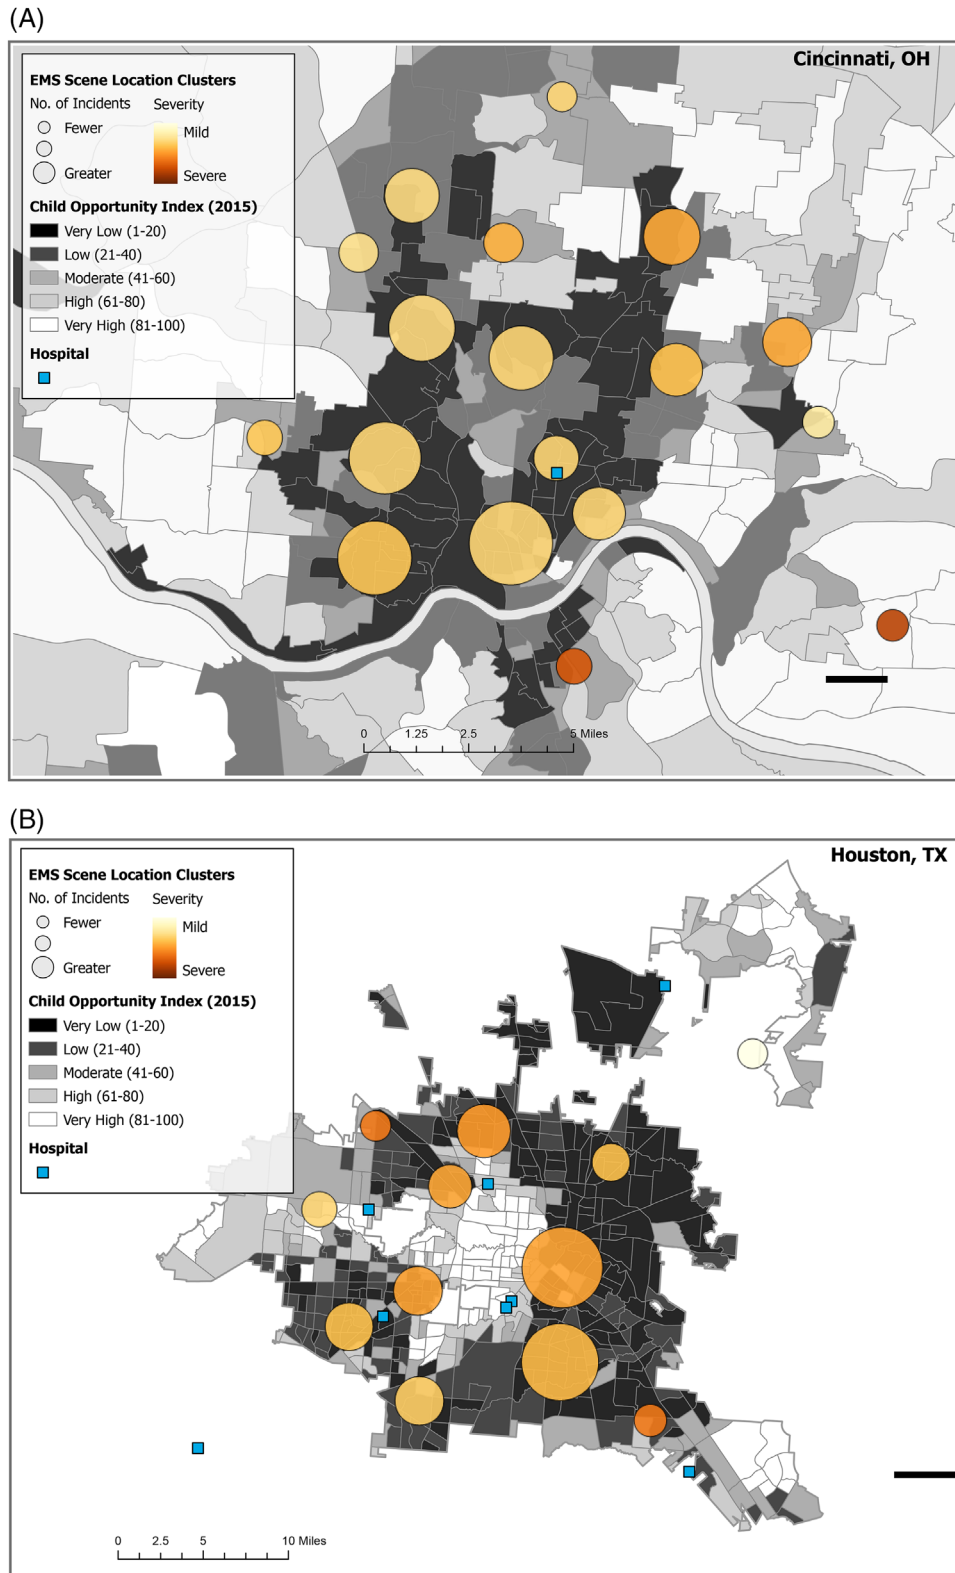 (A)
Cincinnati, OH
EMS Scene Location Clusters
No. of Incidents Severity
Fewer Mild
Greater Severe
Child Opportunity Index (2015)
Very Low (1-20)
Low (21-40)
Moderate (41-60)
High (61-80)
Very High (81-100)
Hospital
0 1.25 2.5 5 Miles
(B)
Houston, TX
EMS Scene Location Clusters
No. of Incidents Severity
Fewer Mild
Greater Severe
Child Opportunity Index (2015)
Very Low (1-20)
Low (21-40)
Moderate (41-60)
High (61-80)
Very High (81-100)
Hospital
0 2.5 5 10 Miles